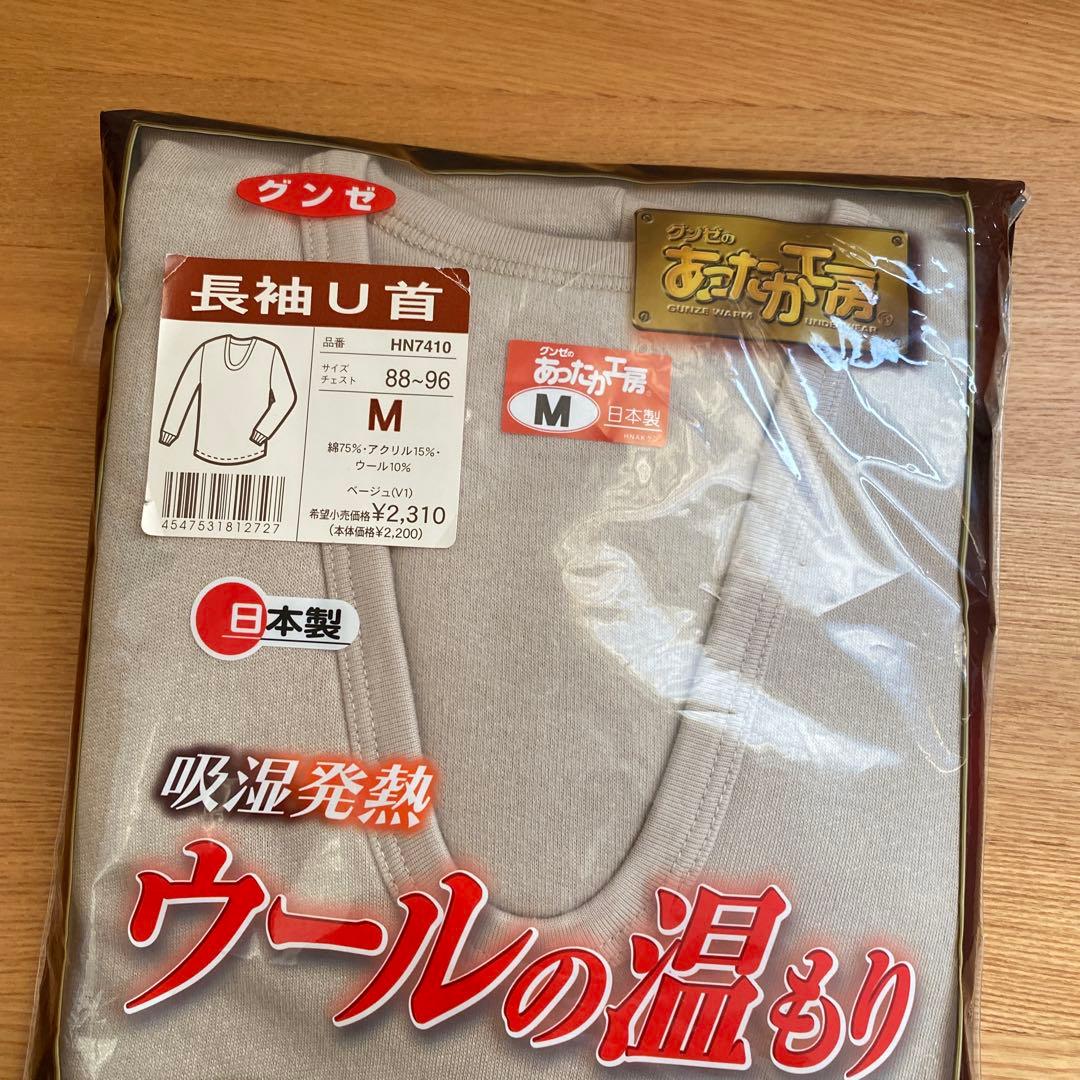 グンゼ
グンゼの
あったか工房
GUNZE WARM UNDERWEAR
®
長袖U首
品番 HN7410
サイズ
チェスト 88~96
M
綿75%・アクリル15%・
ウール10%
ベージュ(V1)
希望小売価格¥2,310
(本体価格¥2,200)
4547531812727
グンゼの
あったか工房
M 日本製
日本製
吸湿発熱
ウールの温もり